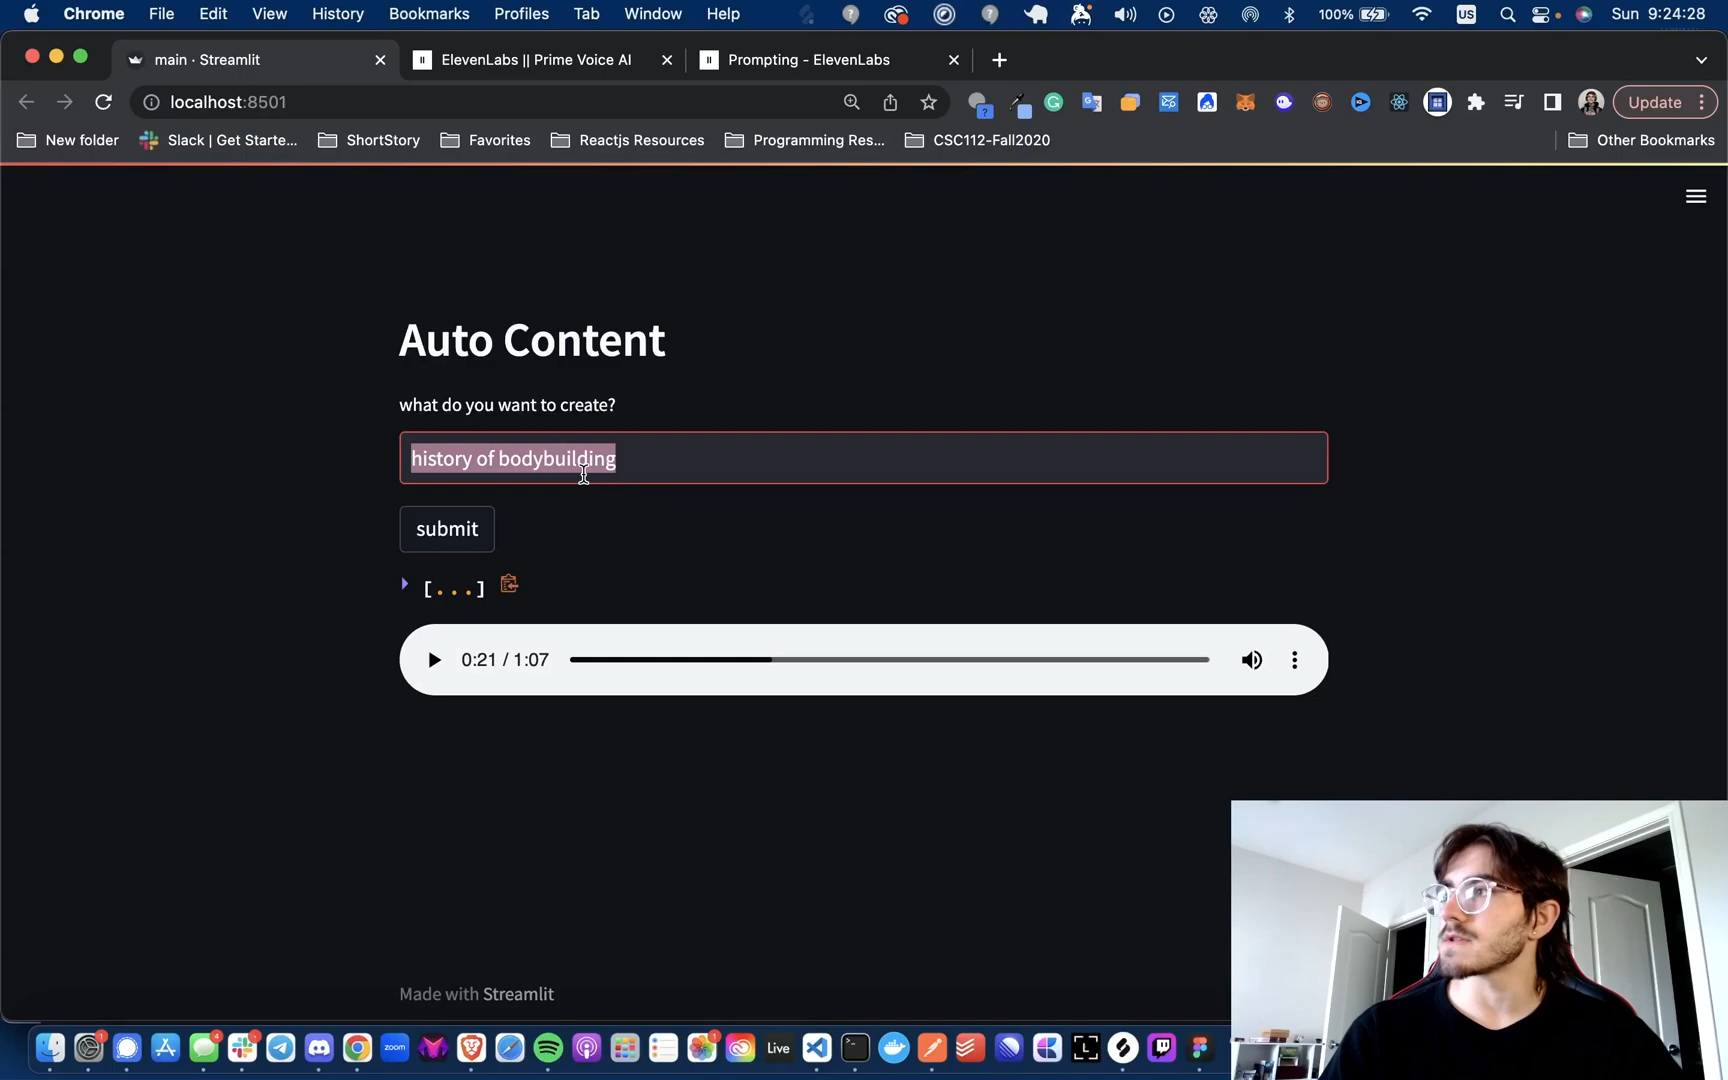 Chrome File Edit View History Bookmarks Profiles Tab Window Help 100% US Sun 9:24:28
main · Streamlit ElevenLabs || Prime Voice AI Prompting - ElevenLabs
localhost:8501 Update
New folder Slack | Get Starte... ShortStory Favorites Reactjs Resources Programming Res... CSC112-Fall2020 Other Bookmarks
Auto Content
what do you want to create?
history of bodybuilding
submit
[...]
0:21 / 1:07
Made with Streamlit
zoom Live